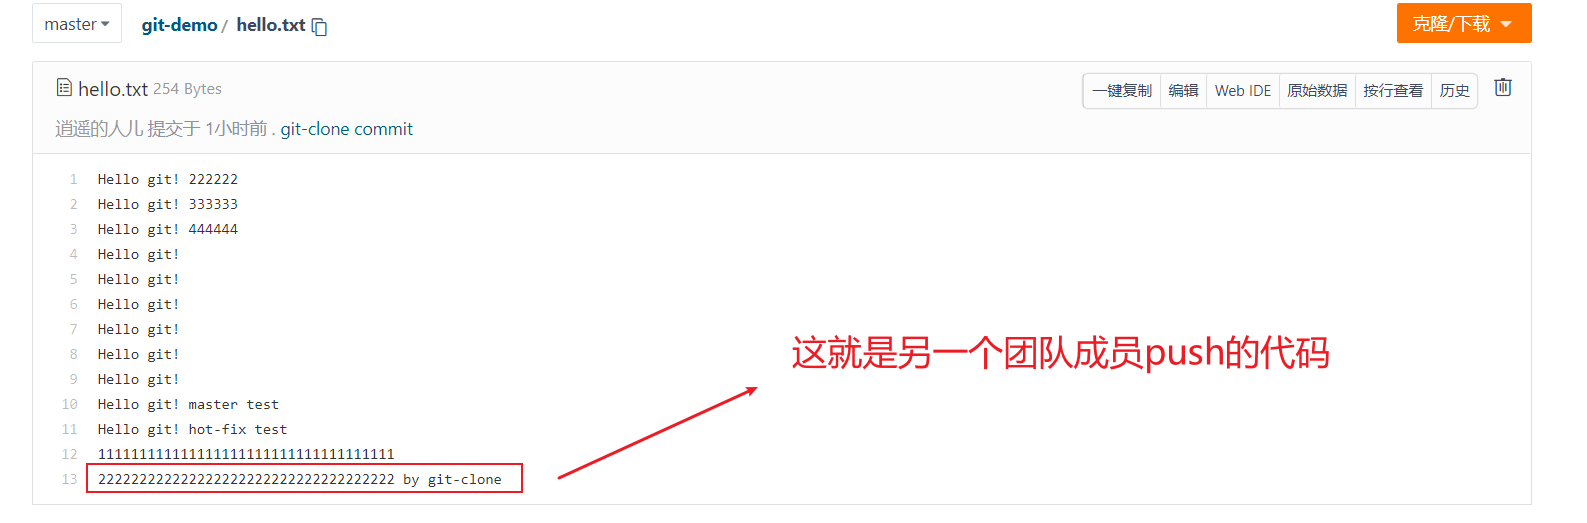 master
git-demo / hello.txt
克隆/下载
hello.txt 254 Bytes
一键复制 编辑 Web IDE 原始数据 按行查看 历史
逍遥的人儿 提交于 1小时前 . git-clone commit
1 Hello git! 222222
2 Hello git! 333333
3 Hello git! 444444
4 Hello git!
5 Hello git!
6 Hello git!
7 Hello git!
8 Hello git!
9 Hello git!
10 Hello git! master test
11 Hello git! hot-fix test
12 111111111111111111111111111111111111
13 222222222222222222222222222222222222 by git-clone
这就是另一个团队成员push的代码